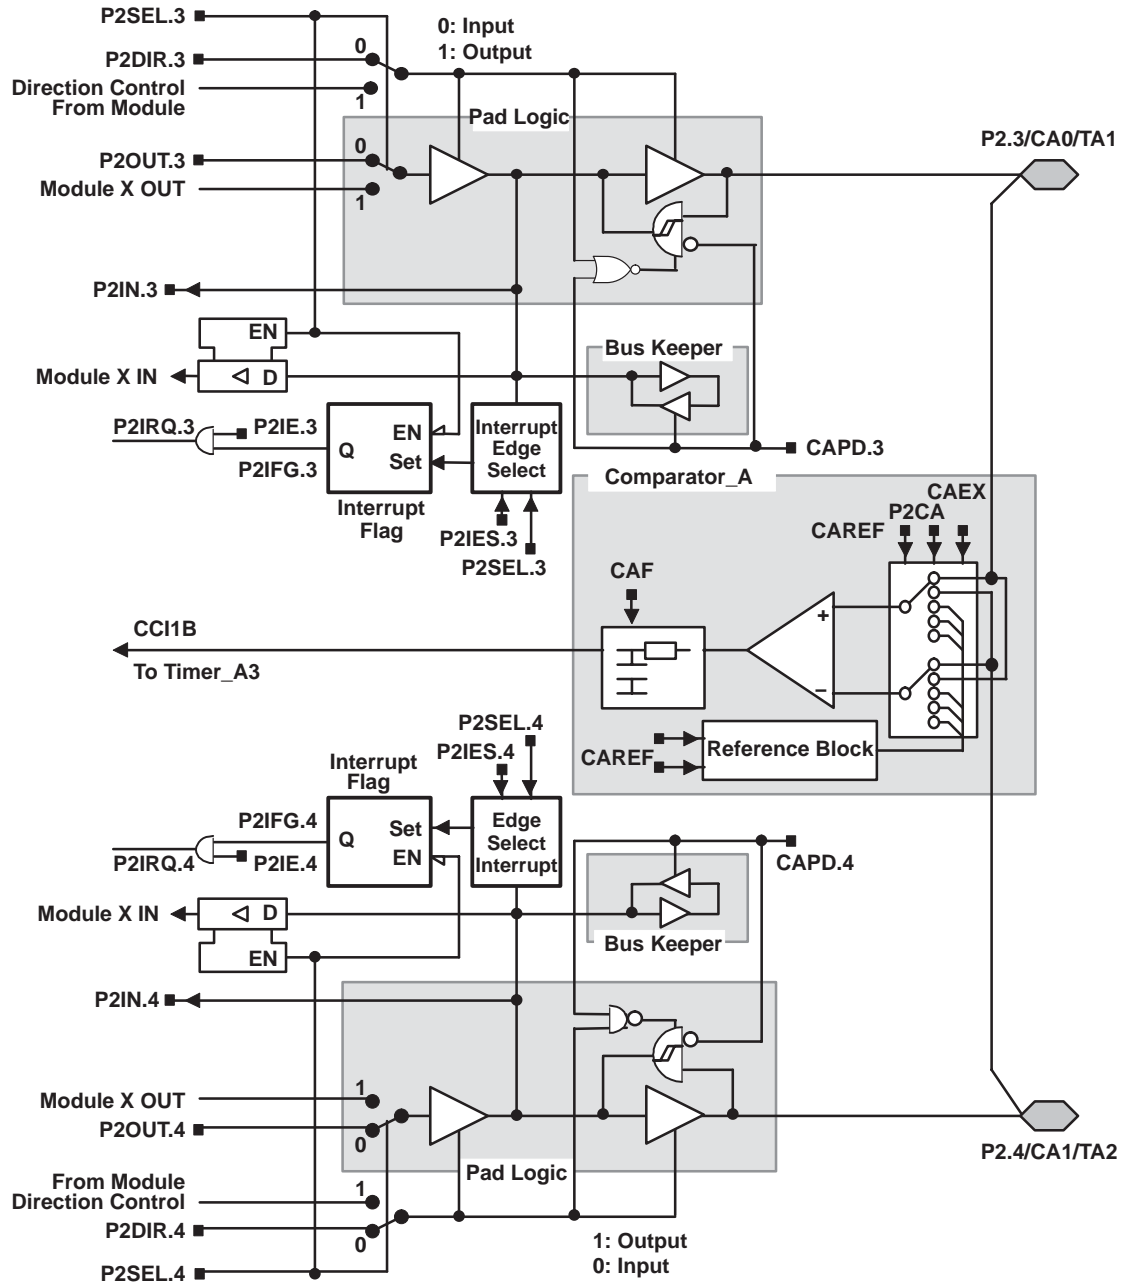 P2SEL.3
0: Input
1: Output
P2DIR.3
0
Direction Control
From Module
1
Pad Logic
P2OUT.3
0
Module X OUT
1
P2.3/CA0/TA1
P2IN.3
EN
Module X IN
D
Bus Keeper
P2IRQ.3
P2IE.3
P2IFG.3
Q
EN
Set
Interrupt
Edge
Select
CAPD.3
Interrupt
Flag
P2IES.3
P2SEL.3
Comparator_A
CAEX
P2CA
CAREF
CAF
CCI1B
To Timer_A3
+
−
Reference Block
CAREF
P2SEL.4
P2IES.4
Interrupt
Flag
P2IFG.4
P2IRQ.4
P2IE.4
Q
Set
EN
Edge
Select
Interrupt
CAPD.4
Module X IN
D
EN
Bus Keeper
P2IN.4
Module X OUT
1
P2OUT.4
0
Pad Logic
P2.4/CA1/TA2
From Module
Direction Control
1
P2DIR.4
0
1: Output
0: Input
P2SEL.4